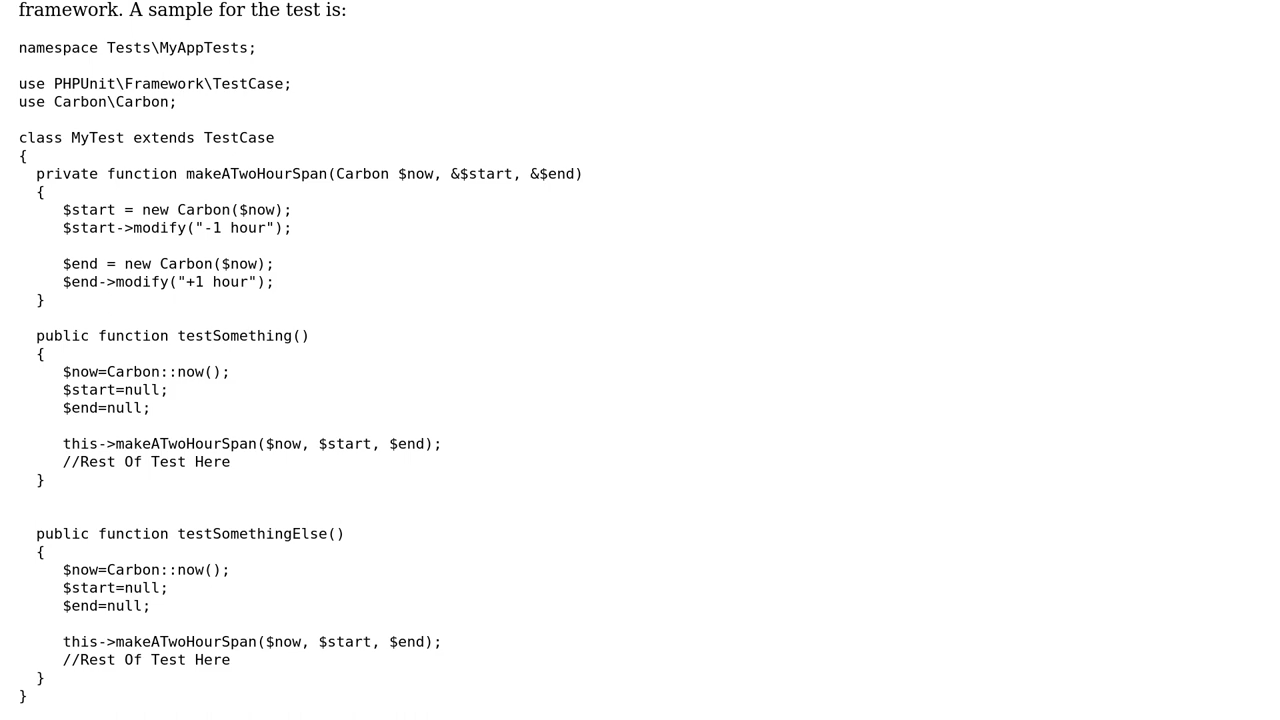 framework. A sample for the test is:
namespace Tests\MyAppTests;
use PHPUnit\Framework\TestCase;
use Carbon\Carbon;
class MyTest extends TestCase
{
private function makeATwoHourSpan(Carbon $now, &$start, &$end)
{
$start = new Carbon($now);
$start->modify("-1 hour");
$end = new Carbon($now);
$end->modify("+1 hour");
}
public function testSomething()
{
$now=Carbon::now();
$start=null;
$end=null;
this->makeATwoHourSpan($now, $start, $end);
//Rest Of Test Here
}
public function testSomethingElse()
{
$now=Carbon::now();
$start=null;
$end=null;
this->makeATwoHourSpan($now, $start, $end);
//Rest Of Test Here
}
}